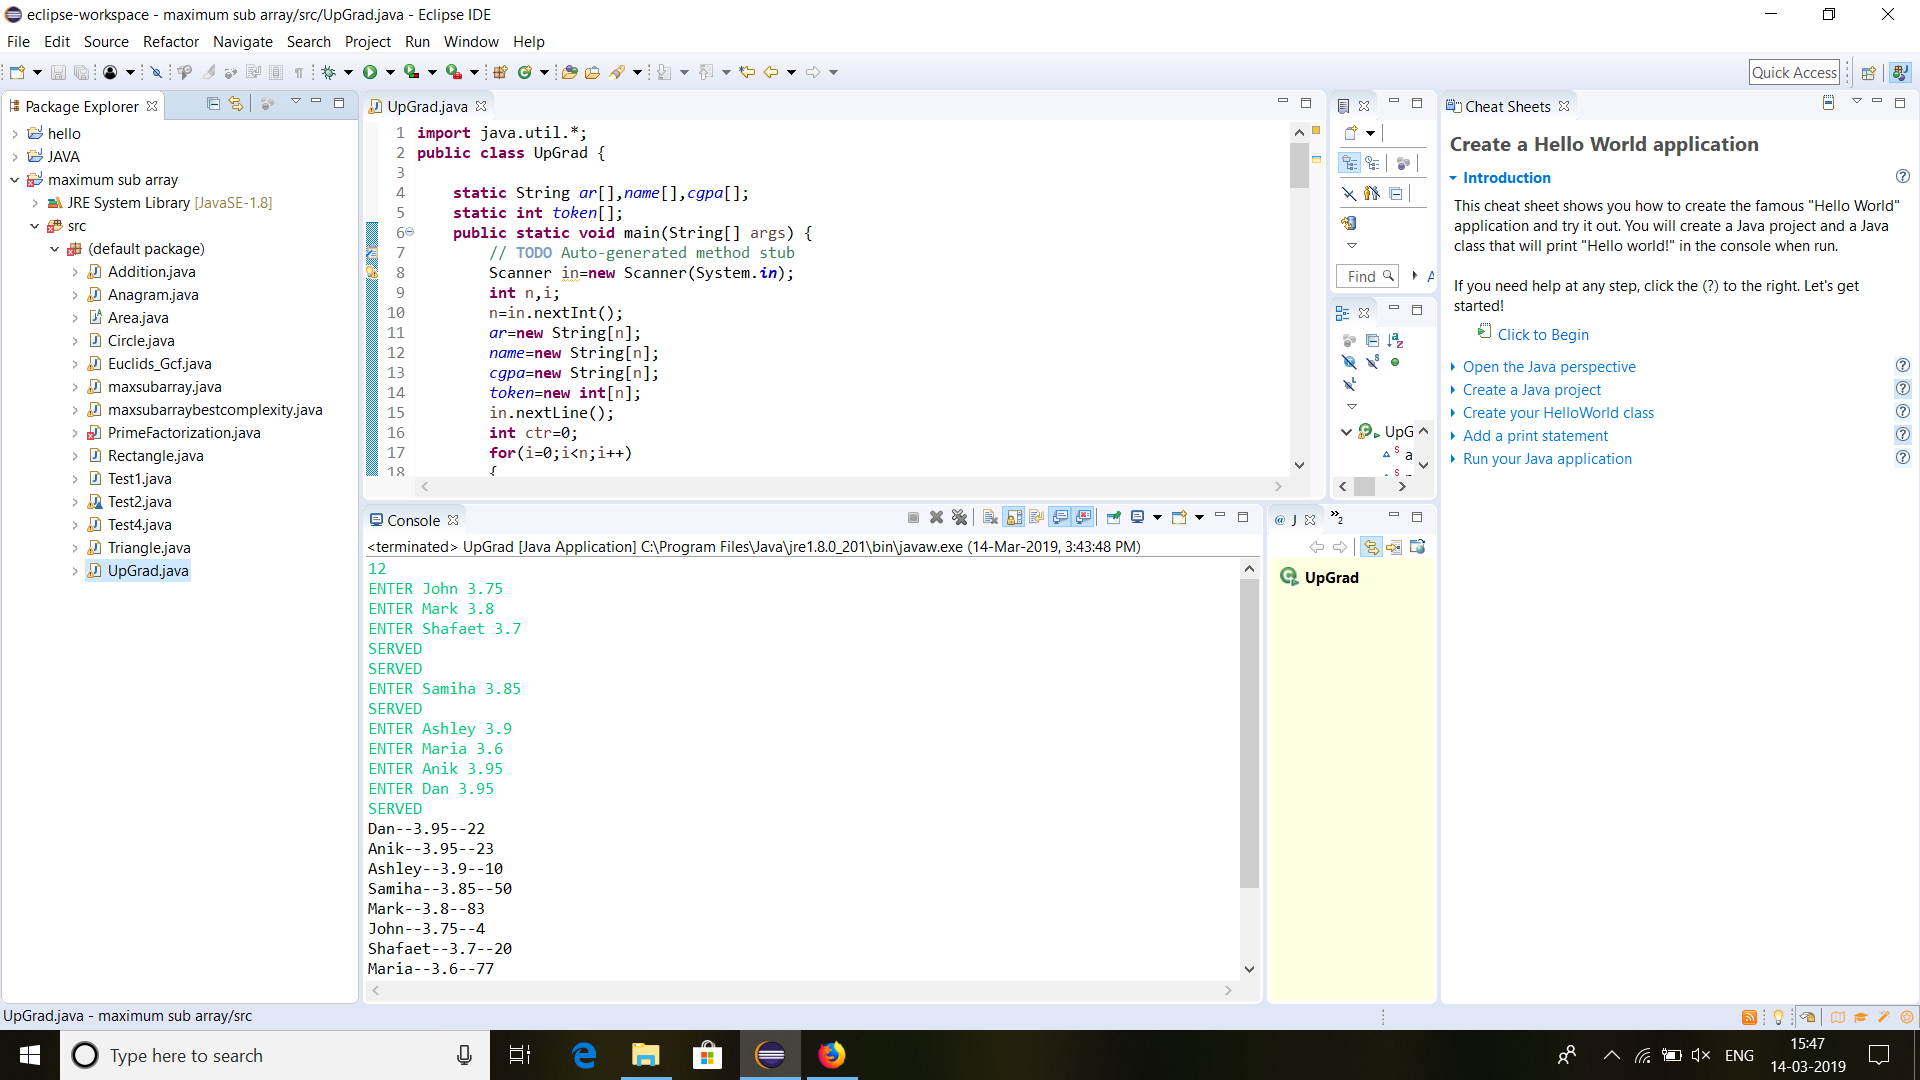 eclipse-workspace - maximum sub array/src/UpGrad.java - Eclipse IDE
File Edit Source Refactor Navigate Search Project Run Window Help
Quick Access
Package Explorer
hello
JAVA
maximum sub array
JRE System Library [JavaSE-1.8]
src
(default package)
Addition.java
Anagram.java
Area.java
Circle.java
Euclids_Gcf.java
maxsubarray.java
maxsubarraybestcomplexity.java
PrimeFactorization.java
Rectangle.java
Test1.java
Test2.java
Test4.java
Triangle.java
UpGrad.java
UpGrad.java
1 import java.util.*;
2 public class UpGrad {
3
4 static String ar[],name[],cgpa[];
5 static int token[];
6 public static void main(String[] args) {
7 // TODO Auto-generated method stub
8 Scanner in=new Scanner(System.in);
9 int n,i;
10 n=in.nextInt();
11 ar=new String[n];
12 name=new String[n];
13 cgpa=new String[n];
14 token=new int[n];
15 in.nextLine();
16 int ctr=0;
17 for(i=0;i<n;i++)
18 {
Find
A
UpG
a
Console
<terminated> UpGrad [Java Application] C:\Program Files\Java\jre1.8.0_201\bin\javaw.exe (14-Mar-2019, 3:43:48 PM)
12
ENTER John 3.75
ENTER Mark 3.8
ENTER Shafaet 3.7
SERVED
SERVED
ENTER Samiha 3.85
SERVED
ENTER Ashley 3.9
ENTER Maria 3.6
ENTER Anik 3.95
ENTER Dan 3.95
SERVED
Dan--3.95--22
Anik--3.95--23
Ashley--3.9--10
Samiha--3.85--50
Mark--3.8--83
John--3.75--4
Shafaet--3.7--20
Maria--3.6--77
@ J
»2
UpGrad
Cheat Sheets
Create a Hello World application
Introduction
This cheat sheet shows you how to create the famous "Hello World"
application and try it out. You will create a Java project and a Java
class that will print "Hello world!" in the console when run.
If you need help at any step, click the (?) to the right. Let's get
started!
Click to Begin
Open the Java perspective
Create a Java project
Create your HelloWorld class
Add a print statement
Run your Java application
UpGrad.java - maximum sub array/src
Type here to search
ENG
15:47
14-03-2019